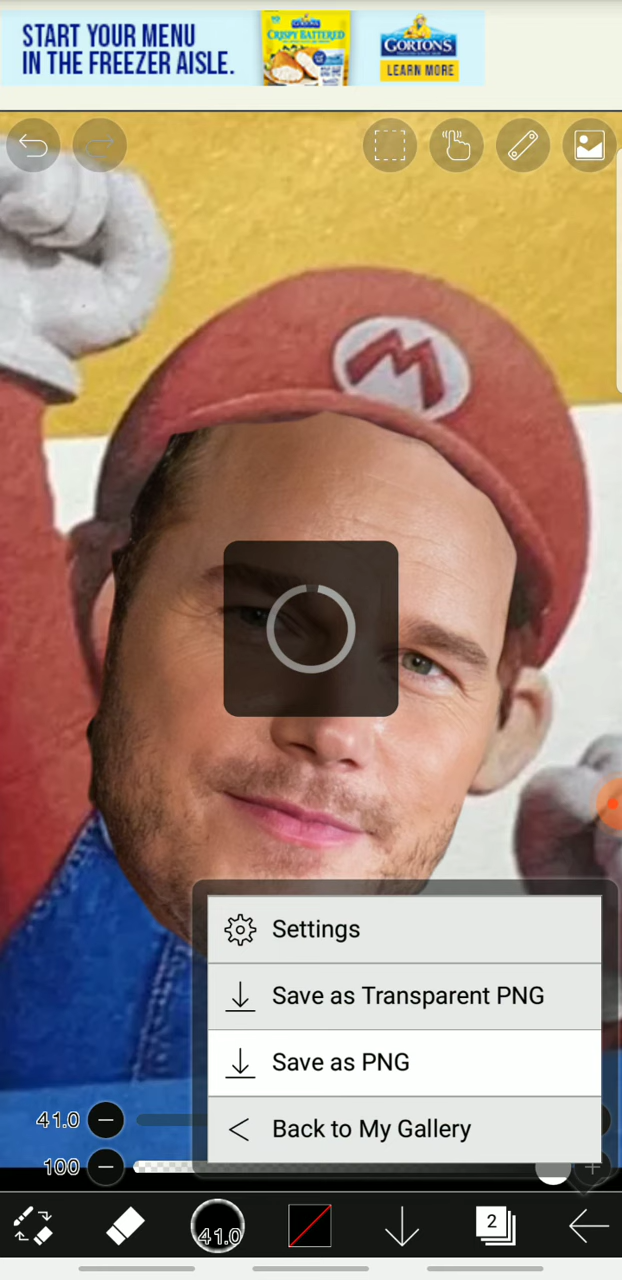 START YOUR MENU
IN THE FREEZER AISLE.
GORTON'S
CRISPY BATTERED
GORTON'S
LEARN MORE
M
Settings
Save as Transparent PNG
Save as PNG
Back to My Gallery
41.0
100
41.0
2